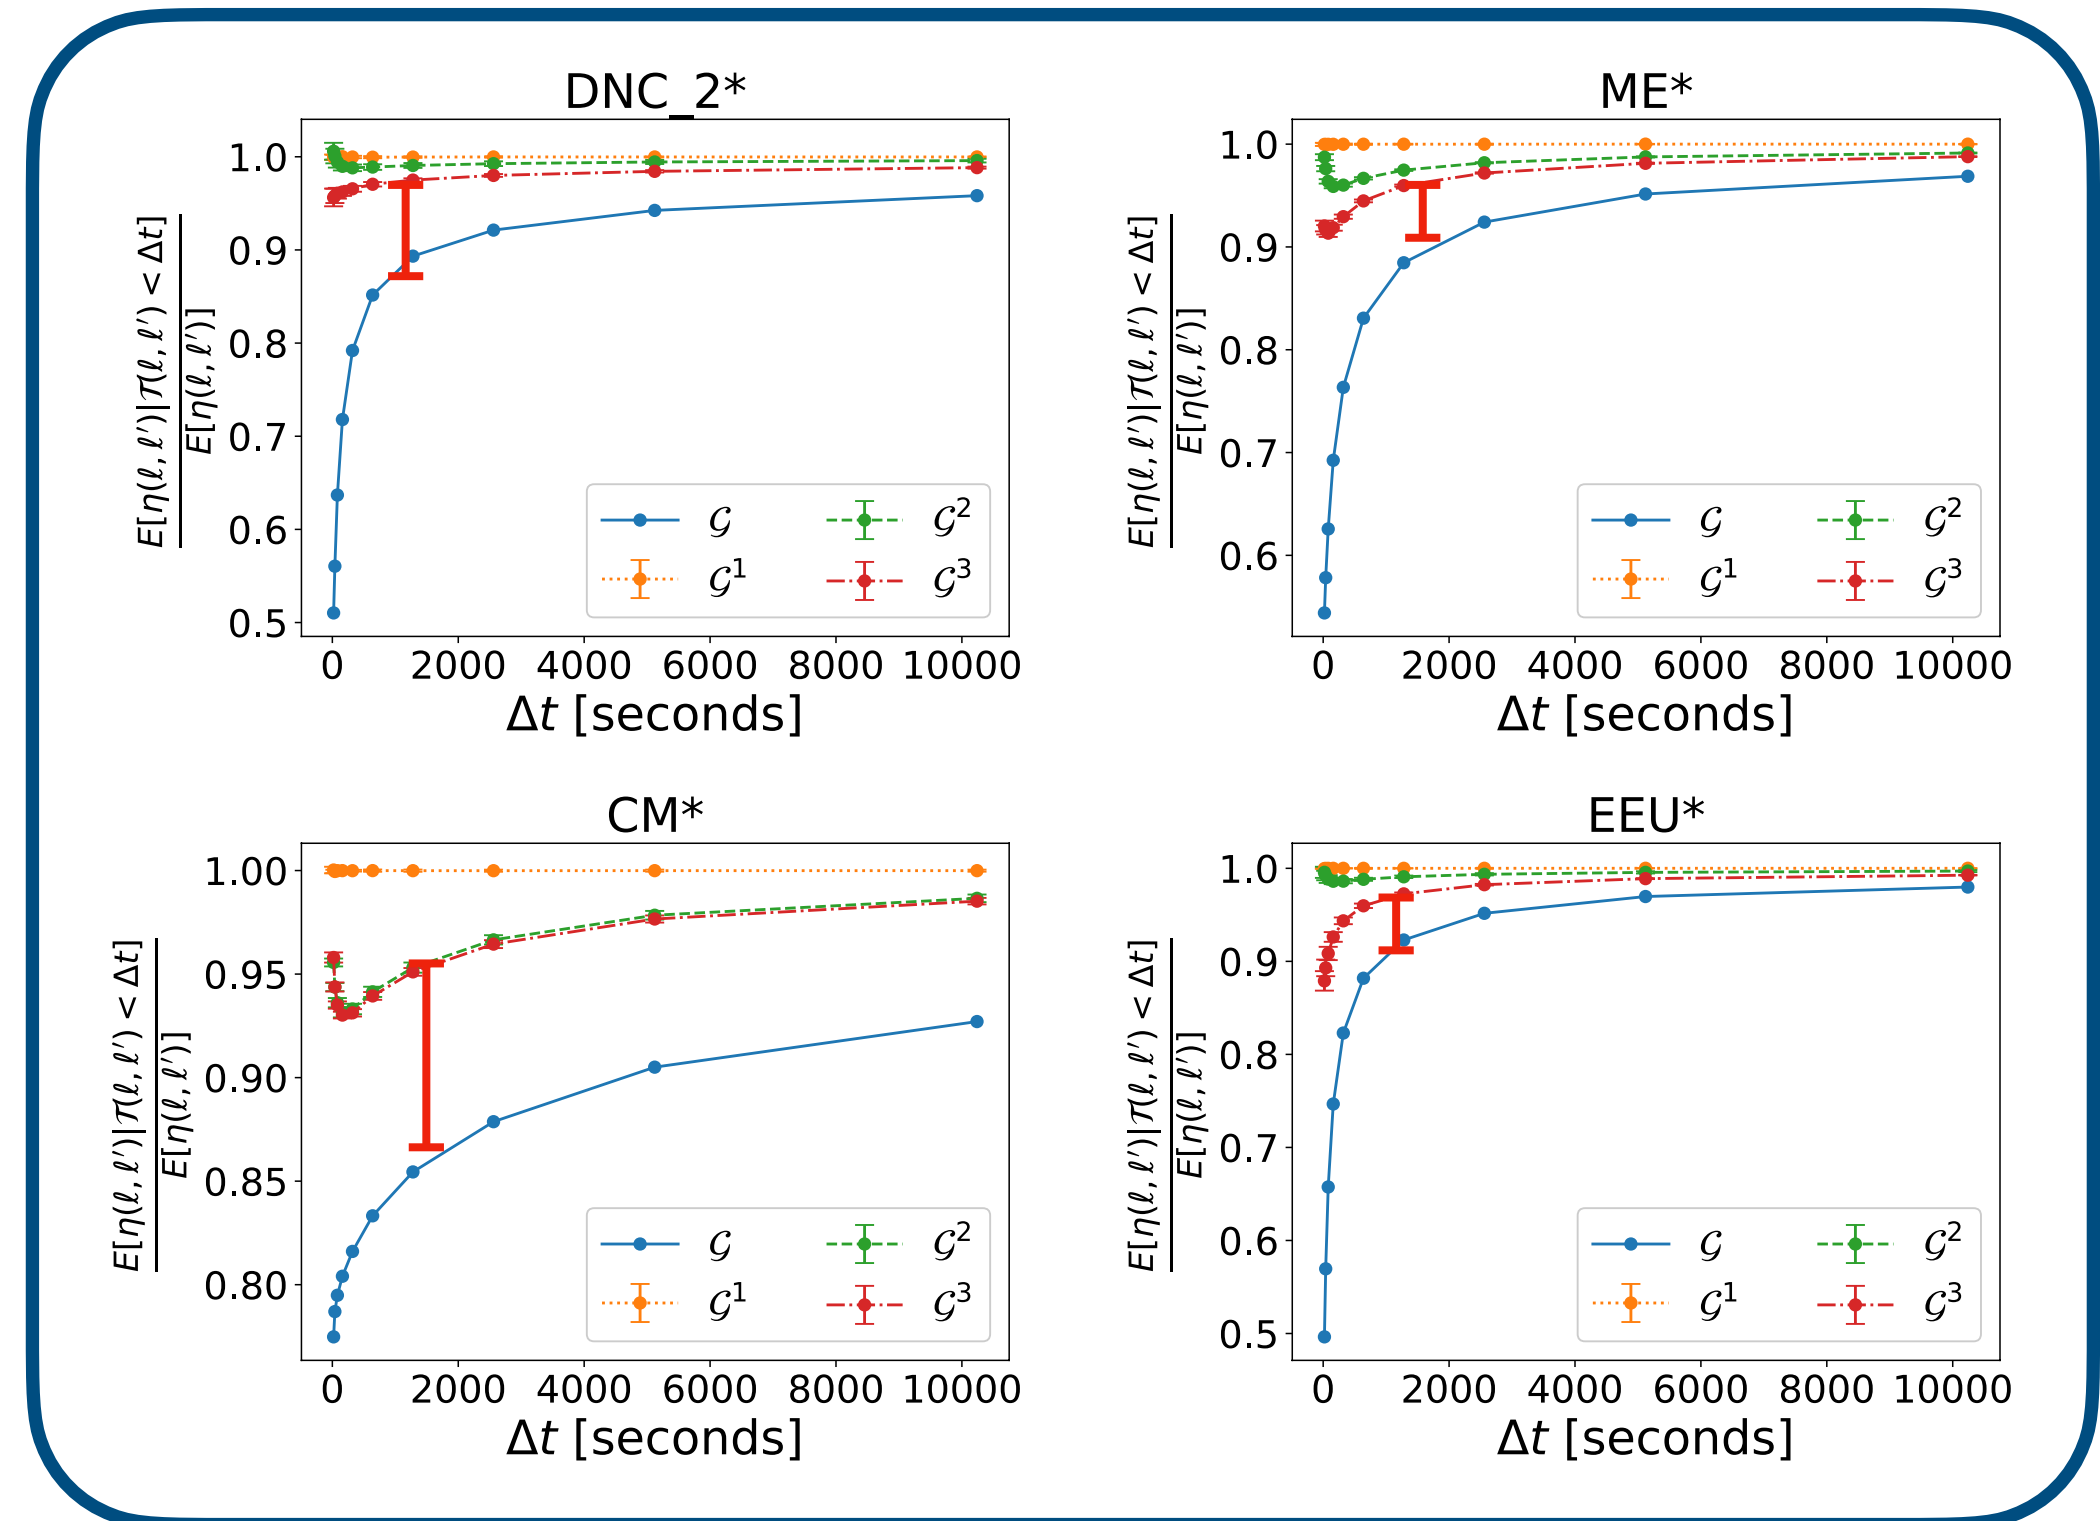 DNC_2*
E[η(ℓ, ℓ′)|𝒯(ℓ, ℓ′) < Δt]
E[η(ℓ, ℓ′)]
1.0
0.9
0.8
0.7
0.6
0.5
𝒢
𝒢¹
𝒢²
𝒢³
0 2000 4000 6000 8000 10000
Δt [seconds]
ME*
E[η(ℓ, ℓ′)|𝒯(ℓ, ℓ′) < Δt]
E[η(ℓ, ℓ′)]
1.0
0.9
0.8
0.7
0.6
𝒢
𝒢¹
𝒢²
𝒢³
0 2000 4000 6000 8000 10000
Δt [seconds]
CM*
E[η(ℓ, ℓ′)|𝒯(ℓ, ℓ′) < Δt]
E[η(ℓ, ℓ′)]
1.00
0.95
0.90
0.85
0.80
𝒢
𝒢¹
𝒢²
𝒢³
0 2000 4000 6000 8000 10000
Δt [seconds]
EEU*
E[η(ℓ, ℓ′)|𝒯(ℓ, ℓ′) < Δt]
E[η(ℓ, ℓ′)]
1.0
0.9
0.8
0.7
0.6
0.5
𝒢
𝒢¹
𝒢²
𝒢³
0 2000 4000 6000 8000 10000
Δt [seconds]